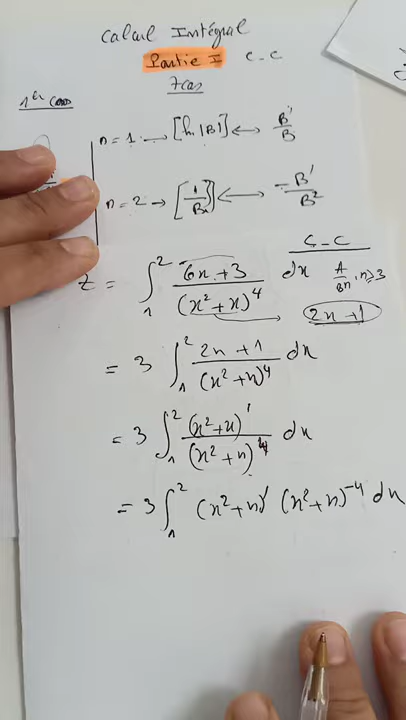 Calcul Intégral
Partie I c-c
7cas
1er cas
n=1 → [ln|B|] ↔ B'/B
n=2 → [1/B] ↔ -B'/B²
c-c
z = ∫₁² (6x+3)/(x²+x)⁴ dx A/Bⁿ, n≥3
2x+1
= 3 ∫₁² (2x+1)/(x²+x)⁴ dx
= 3 ∫₁² (x²+x)'/(x²+x)⁴ dx
= 3 ∫₁² (x²+x)' (x²+x)⁻⁴ dx